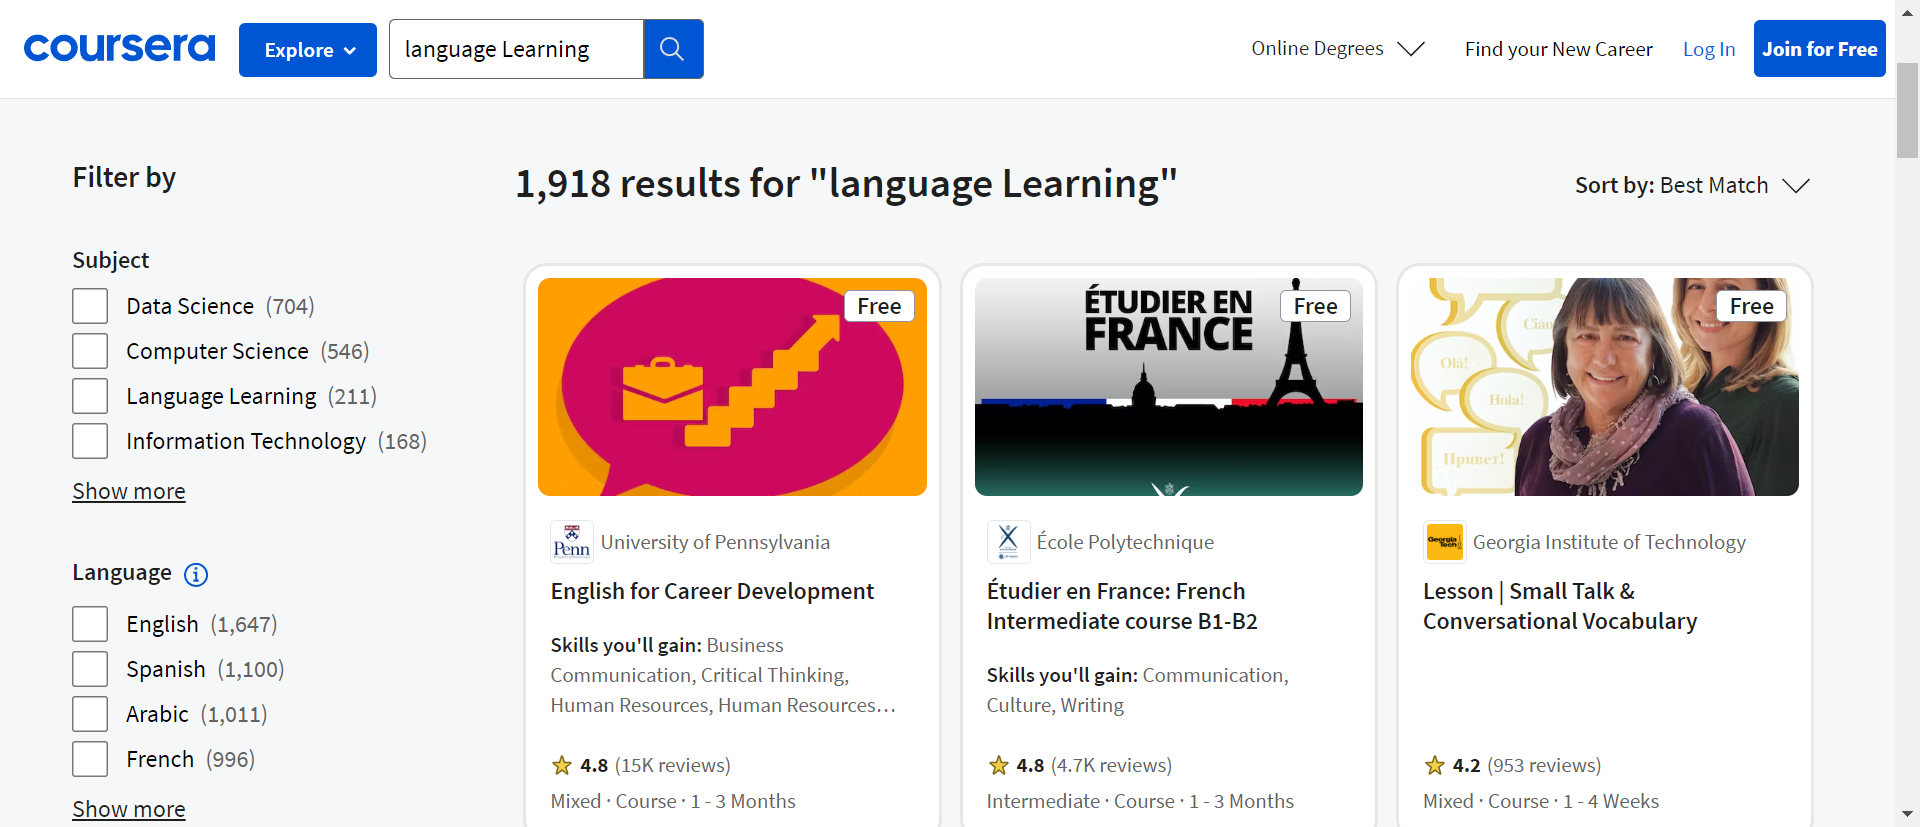 coursera
Explore
language Learning
Online Degrees
Find your New Career
Log In
Join for Free
Filter by
Subject
Data Science (704)
Computer Science (546)
Language Learning (211)
Information Technology (168)
Show more
Language
English (1,647)
Spanish (1,100)
Arabic (1,011)
French (996)
Show more
1,918 results for "language Learning"
Sort by: Best Match
Free
Penn
University of Pennsylvania
English for Career Development
Skills you'll gain: Business
Communication, Critical Thinking,
Human Resources, Human Resources...
4.8 (15K reviews)
Mixed · Course · 1 - 3 Months
ÉTUDIER EN
FRANCE
Free
École Polytechnique
Étudier en France: French
Intermediate course B1-B2
Skills you'll gain: Communication,
Culture, Writing
4.8 (4.7K reviews)
Intermediate · Course · 1 - 3 Months
Free
Ciao
Olá!
Hola!
Привет!
Georgia
Tech
Georgia Institute of Technology
Lesson | Small Talk &
Conversational Vocabulary
4.2 (953 reviews)
Mixed · Course · 1 - 4 Weeks